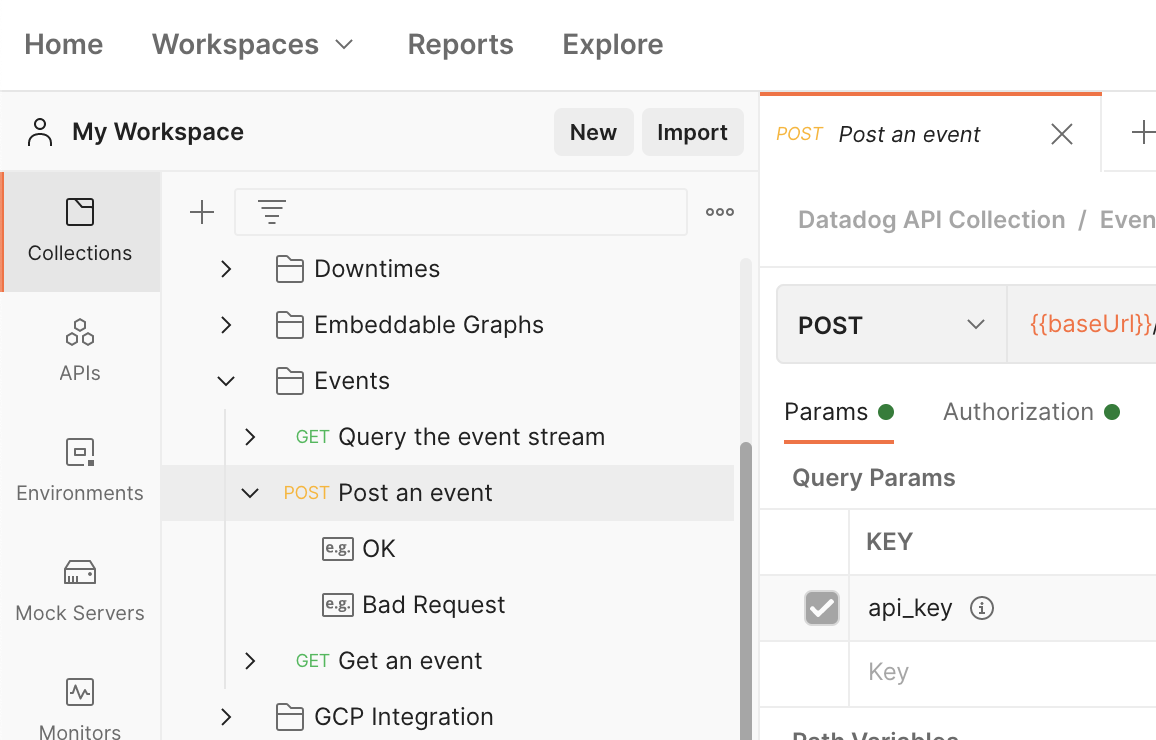 Home Workspaces Reports Explore
My Workspace New Import
POST Post an event
Collections
Datadog API Collection / Even
Downtimes
Embeddable Graphs
POST {{baseUrl}}/
APIs
Events
Params Authorization
GET Query the event stream
Query Params
Environments
POST Post an event
KEY
e.g. OK
Mock Servers
e.g. Bad Request
api_key
GET Get an event
Key
Monitors
GCP Integration
Path Variables